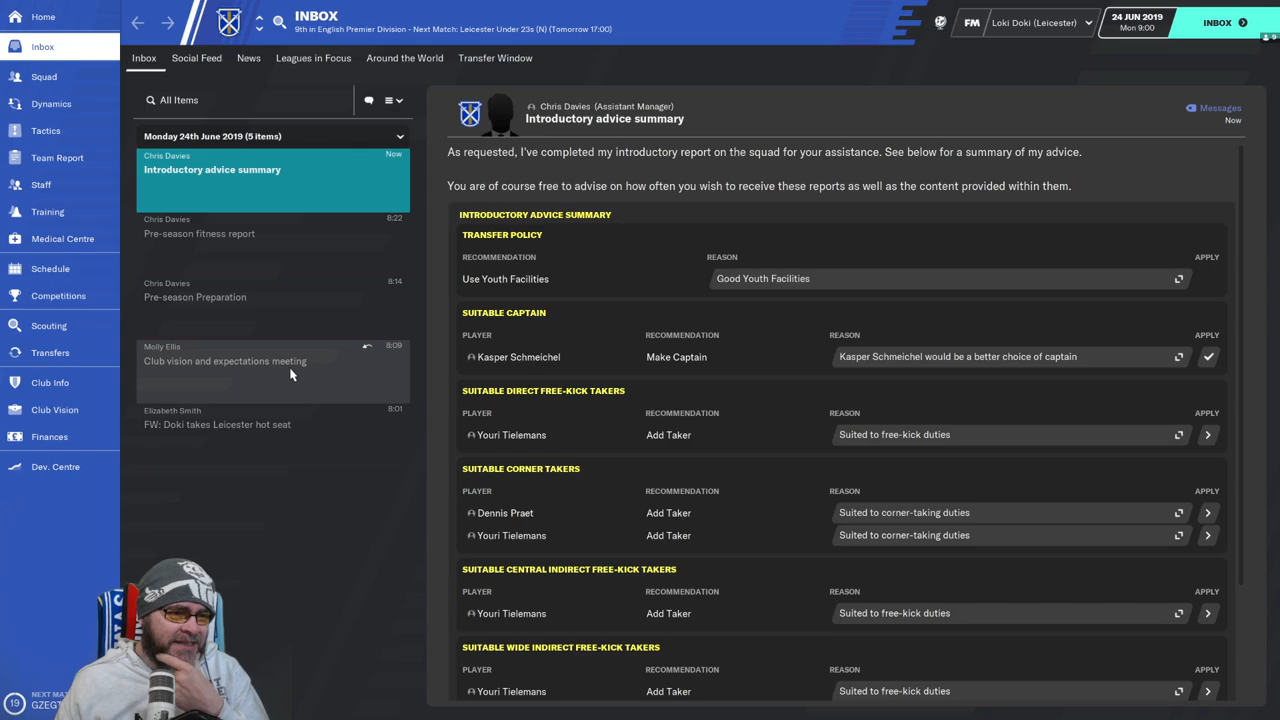 Home
Inbox
Squad
Dynamics
Tactics
Team Report
Staff
Training
Medical Centre
Schedule
Competitions
Scouting
Transfers
Club Info
Club Vision
Finances
Dev. Centre
19
NEXT MAT
GZEGT
INBOX
9th in English Premier Division - Next Match: Leicester Under 23s (N) (Tomorrow 17:00)
FM
Loki Doki (Leicester)
24 JUN 2019
Mon 9:00
INBOX
9
Inbox
Social Feed
News
Leagues in Focus
Around the World
Transfer Window
All Items
Monday 24th June 2019 (5 items)
Chris Davies Now
Introductory advice summary
Chris Davies 8:22
Pre-season fitness report
Chris Davies 8:14
Pre-season Preparation
Molly Ellis 8:09
Club vision and expectations meeting
Elizabeth Smith 8:01
FW: Doki takes Leicester hot seat
Chris Davies (Assistant Manager)
Introductory advice summary
Messages
Now
As requested, I've completed my introductory report on the squad for your assistance. See below for a summary of my advice.
You are of course free to advise on how often you wish to receive these reports as well as the content provided within them.
INTRODUCTORY ADVICE SUMMARY
TRANSFER POLICY
RECOMMENDATION REASON APPLY
Use Youth Facilities Good Youth Facilities
SUITABLE CAPTAIN
PLAYER RECOMMENDATION REASON APPLY
Kasper Schmeichel Make Captain Kasper Schmeichel would be a better choice of captain
SUITABLE DIRECT FREE-KICK TAKERS
PLAYER RECOMMENDATION REASON APPLY
Youri Tielemans Add Taker Suited to free-kick duties
SUITABLE CORNER TAKERS
PLAYER RECOMMENDATION REASON APPLY
Dennis Praet Add Taker Suited to corner-taking duties
Youri Tielemans Add Taker Suited to corner-taking duties
SUITABLE CENTRAL INDIRECT FREE-KICK TAKERS
PLAYER RECOMMENDATION REASON APPLY
Youri Tielemans Add Taker Suited to free-kick duties
SUITABLE WIDE INDIRECT FREE-KICK TAKERS
PLAYER RECOMMENDATION REASON APPLY
Youri Tielemans Add Taker Suited to free-kick duties